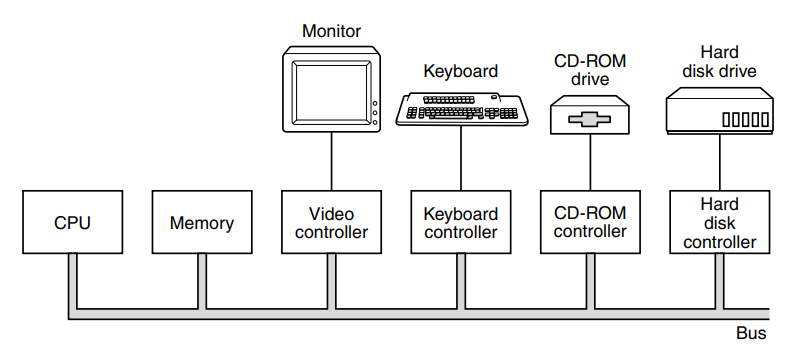 Monitor
Keyboard
CD-ROM
drive
Hard
disk drive
CPU
Memory
Video
controller
Keyboard
controller
CD-ROM
controller
Hard
disk
controller
Bus